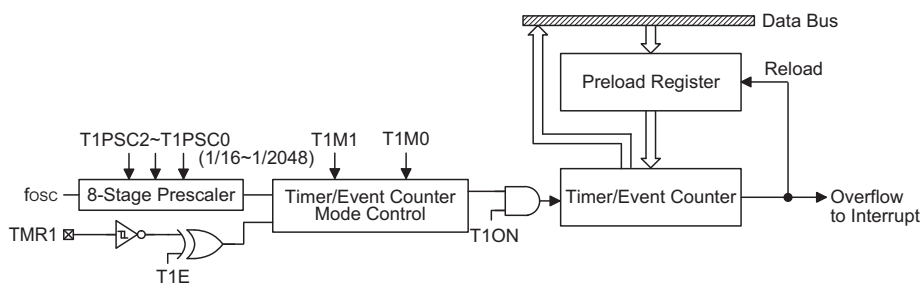 Data Bus
Preload Register
Reload
T1PSC2~T1PSC0
(1/16~1/2048)
T1M1
T1M0
fosc
8-Stage Prescaler
Timer/Event Counter
Mode Control
Timer/Event Counter
Overflow
to Interrupt
TMR1
T1E
T1ON